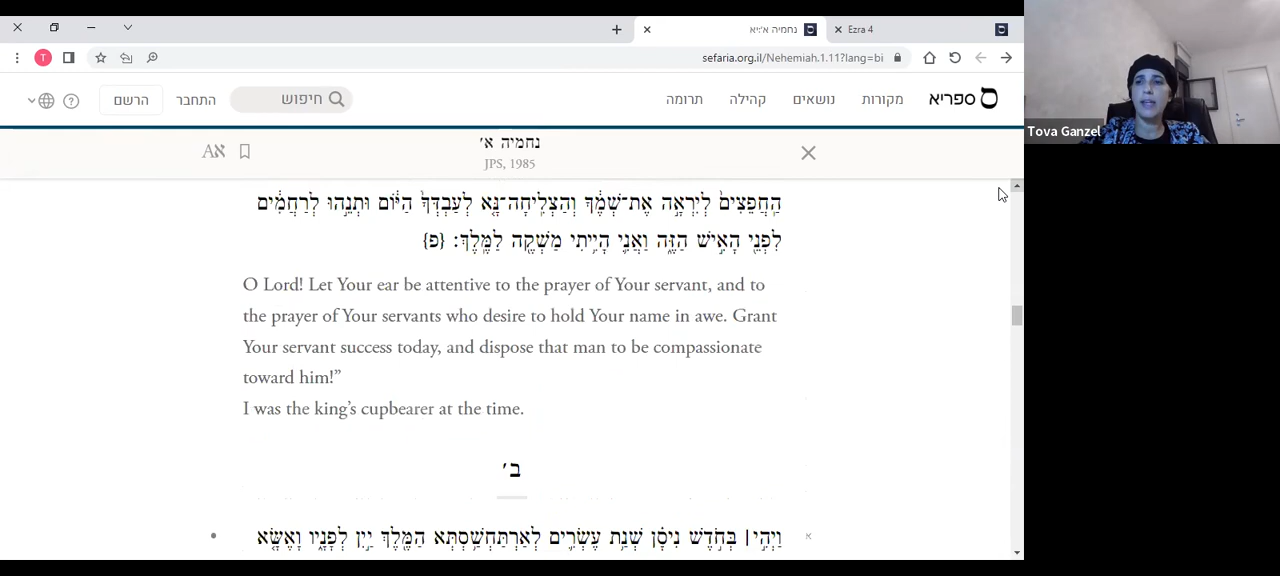 נחמיה א׳:יא
Ezra 4
sefaria.org.il/Nehemiah.1.11?lang=bi
T
ספריא
מקורות
נושאים
קהילה
תרומה
חיפוש
התחבר
הרשם
Tova Ganzel
נחמיה א׳
JPS, 1985
אA
הַֽחֲפֵצִים֙ לְיִרְאָ֣ה אֶת־שְׁמֶ֔ךָ וְהַצְלִֽיחָה־נָּ֤א לְעַבְדְּךָ֙ הַיּ֔וֹם וּתְנֵ֣הוּ לְרַחֲמִ֔ים
לִפְנֵ֖י הָאִ֣ישׁ הַזֶּ֑ה וַאֲנִ֛י הָיִ֥יתִי מַשְׁקֶ֖ה לַמֶּֽלֶךְ׃ {פ}
O Lord! Let Your ear be attentive to the prayer of Your servant, and to
the prayer of Your servants who desire to hold Your name in awe. Grant
Your servant success today, and dispose that man to be compassionate
toward him!”
I was the king’s cupbearer at the time.
ב׳
א
וַיְהִ֣י ׀ בְּחֹ֣דֶשׁ נִיסָ֗ן שְׁנַ֥ת עֶשְׂרִ֛ים לְאַרְתַּחְשַׁ֥סְתְּא הַמֶּ֖לֶךְ יַ֣יִן לְפָנָ֑יו וָאֶשָּׂ֤א